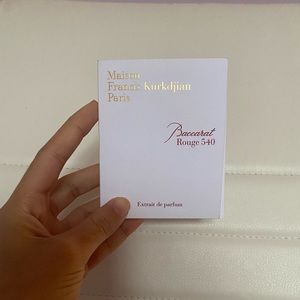 Maison
Francis Kurkdjian
Paris
Baccarat
Rouge 540
Extrait de parfum